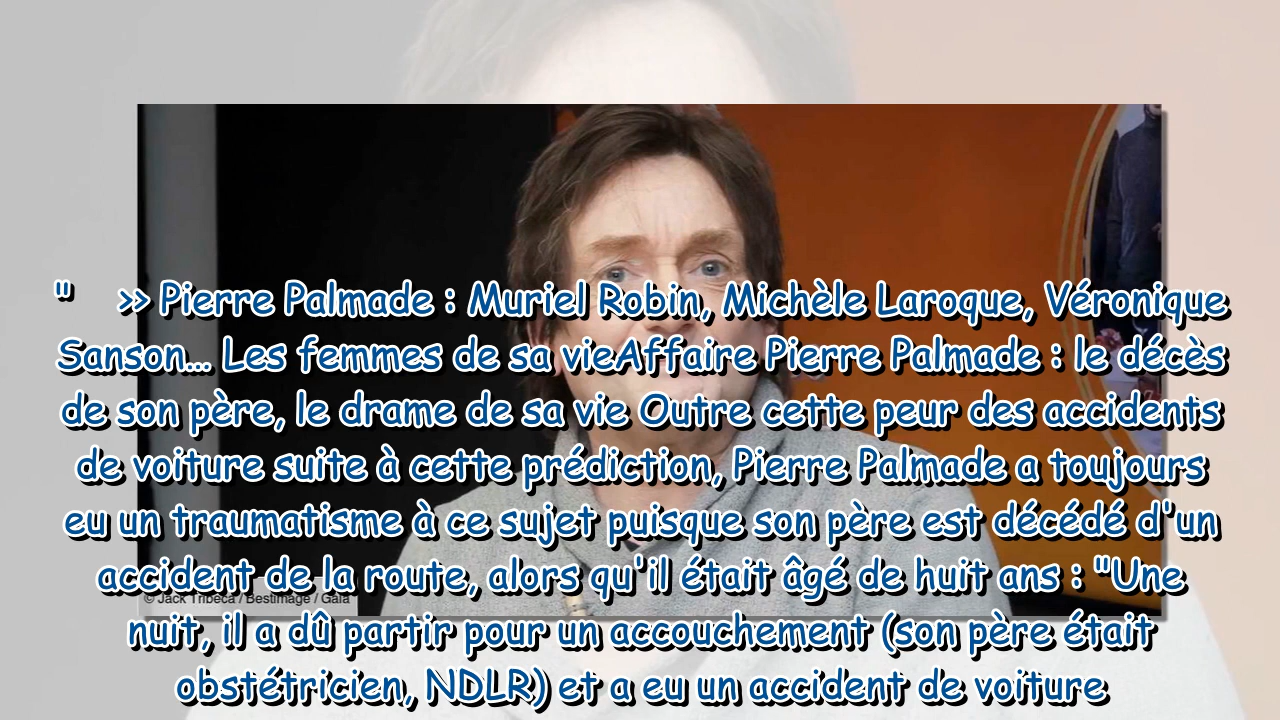 " >> Pierre Palmade : Muriel Robin, Michèle Laroque, Véronique
Sanson... Les femmes de sa vieAffaire Pierre Palmade : le décès
de son père, le drame de sa vie Outre cette peur des accidents
de voiture suite à cette prédiction, Pierre Palmade a toujours
eu un traumatisme à ce sujet puisque son père est décédé d'un
accident de la route, alors qu'il était âgé de huit ans : "Une
© Jack Tribeca / Bestimage / Gala
nuit, il a dû partir pour un accouchement (son père était
obstétricien, NDLR) et a eu un accident de voiture